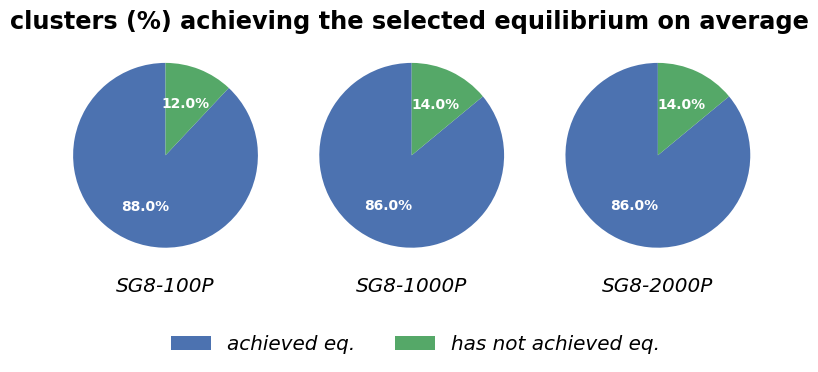 clusters (%) achieving the selected equilibrium on average
12.0%
88.0%
14.0%
86.0%
14.0%
86.0%
SG8-100P
SG8-1000P
SG8-2000P
achieved eq.
has not achieved eq.